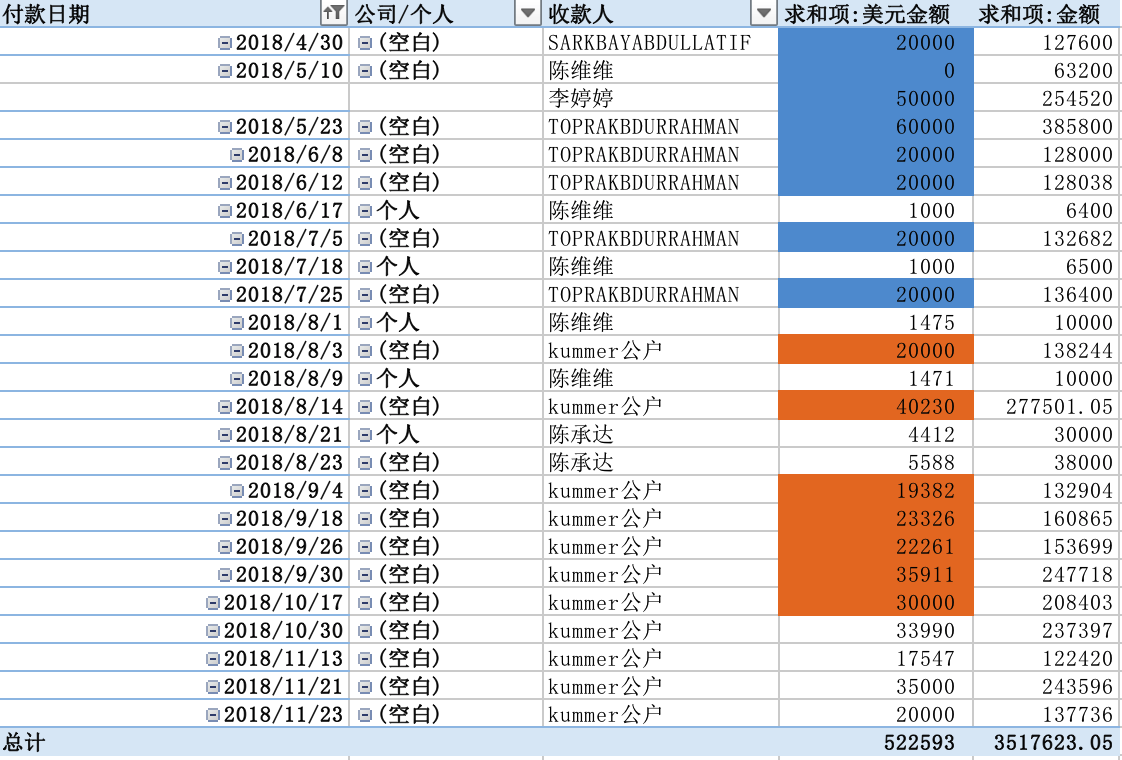 付款日期 公司/个人 收款人 求和项:美元金额 求和项:金额
2018/4/30 (空白) SARKBAYABDULLATIF 20000 127600
2018/5/10 (空白) 陈维维 0 63200
李婷婷 50000 254520
2018/5/23 (空白) TOPRAKBDURRAHMAN 60000 385800
2018/6/8 (空白) TOPRAKBDURRAHMAN 20000 128000
2018/6/12 (空白) TOPRAKBDURRAHMAN 20000 128038
2018/6/17 个人 陈维维 1000 6400
2018/7/5 (空白) TOPRAKBDURRAHMAN 20000 132682
2018/7/18 个人 陈维维 1000 6500
2018/7/25 (空白) TOPRAKBDURRAHMAN 20000 136400
2018/8/1 个人 陈维维 1475 10000
2018/8/3 (空白) kummer公户 20000 138244
2018/8/9 个人 陈维维 1471 10000
2018/8/14 (空白) kummer公户 40230 277501.05
2018/8/21 个人 陈承达 4412 30000
2018/8/23 (空白) 陈承达 5588 38000
2018/9/4 (空白) kummer公户 19382 132904
2018/9/18 (空白) kummer公户 23326 160865
2018/9/26 (空白) kummer公户 22261 153699
2018/9/30 (空白) kummer公户 35911 247718
2018/10/17 (空白) kummer公户 30000 208403
2018/10/30 (空白) kummer公户 33990 237397
2018/11/13 (空白) kummer公户 17547 122420
2018/11/21 (空白) kummer公户 35000 243596
2018/11/23 (空白) kummer公户 20000 137736
总计 522593 3517623.05